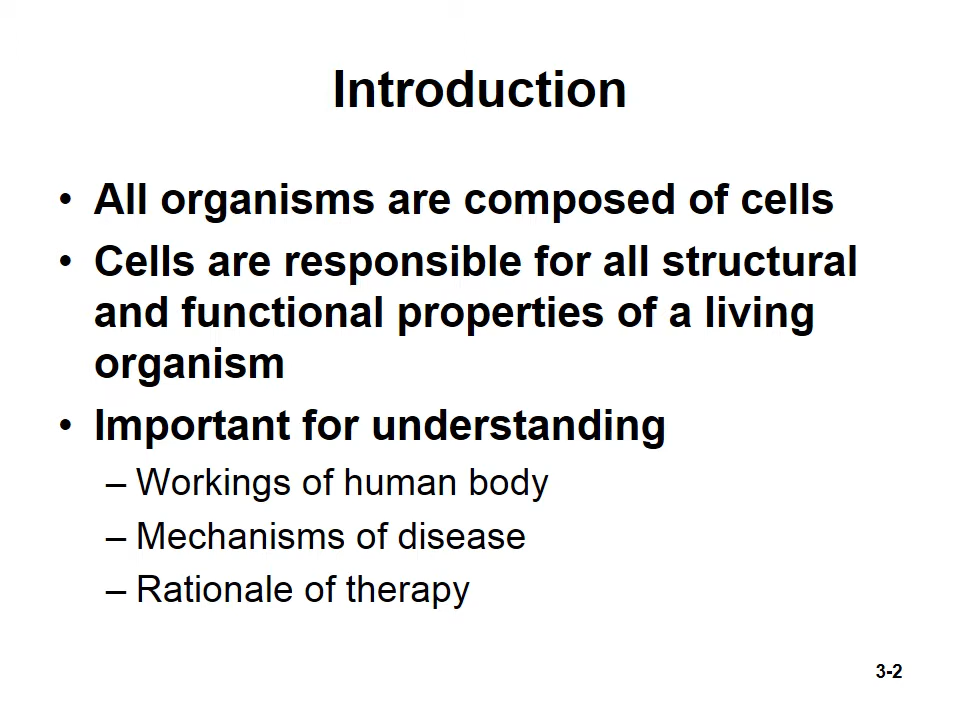 Introduction
• All organisms are composed of cells
• Cells are responsible for all structural
and functional properties of a living
organism
• Important for understanding
– Workings of human body
– Mechanisms of disease
– Rationale of therapy
3-2